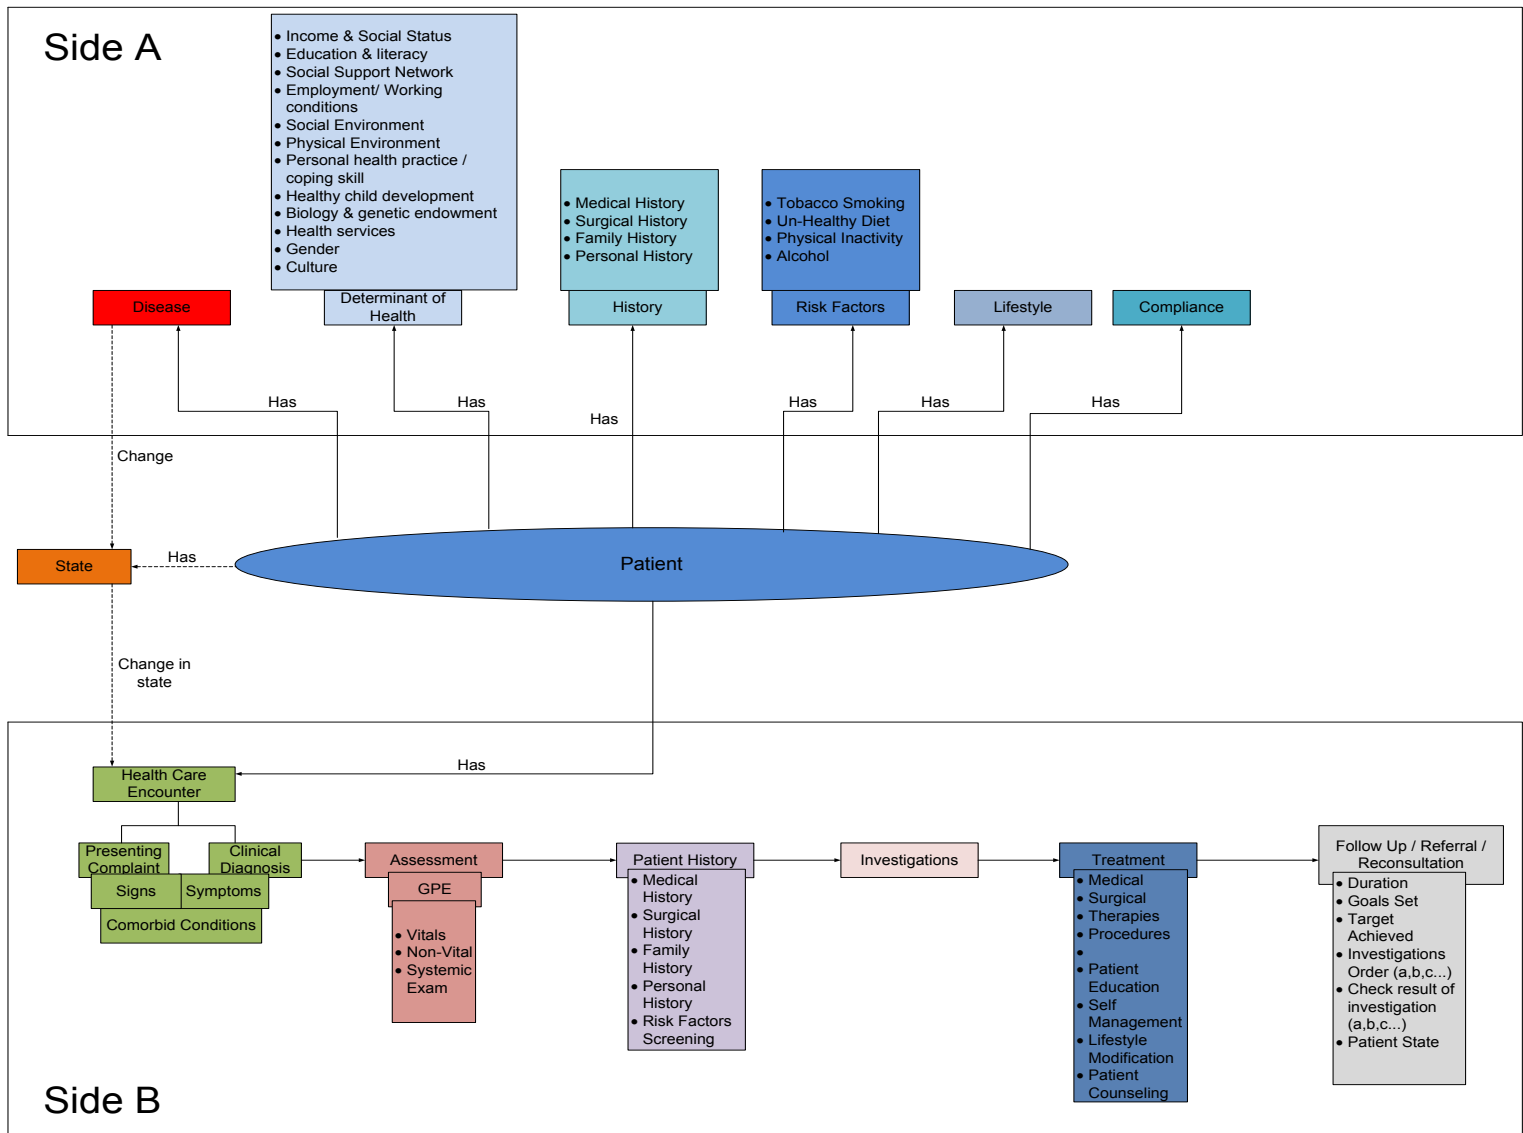 Side A
• Income & Social Status
• Education & literacy
• Social Support Network
• Employment/ Working
conditions
• Social Environment
• Physical Environment
• Personal health practice /
coping skill
• Healthy child development
• Biology & genetic endowment
• Health services
• Gender
• Culture
• Medical History
• Surgical History
• Family History
• Personal History
• Tobacco Smoking
• Un-Healthy Diet
• Physical Inactivity
• Alcohol
Disease
Determinant of
Health
History
Risk Factors
Lifestyle
Compliance
Has
Has
Has
Has
Has
Has
Change
State
Has
Patient
Change in
state
Has
Health Care
Encounter
Presenting
Complaint
Clinical
Diagnosis
Signs
Symptoms
Comorbid Conditions
Assessment
GPE
• Vitals
• Non-Vital
• Systemic
Exam
Patient History
• Medical
History
• Surgical
History
• Family
History
• Personal
History
• Risk Factors
Screening
Investigations
Treatment
• Medical
• Surgical
• Therapies
• Procedures
•
• Patient
Education
• Self
Management
• Lifestyle
Modification
• Patient
Counseling
Follow Up / Referral /
Reconsultation
• Duration
• Goals Set
• Target
Achieved
• Investigations
Order (a,b,c...)
• Check result of
investigation
(a,b,c...)
• Patient State
Side B